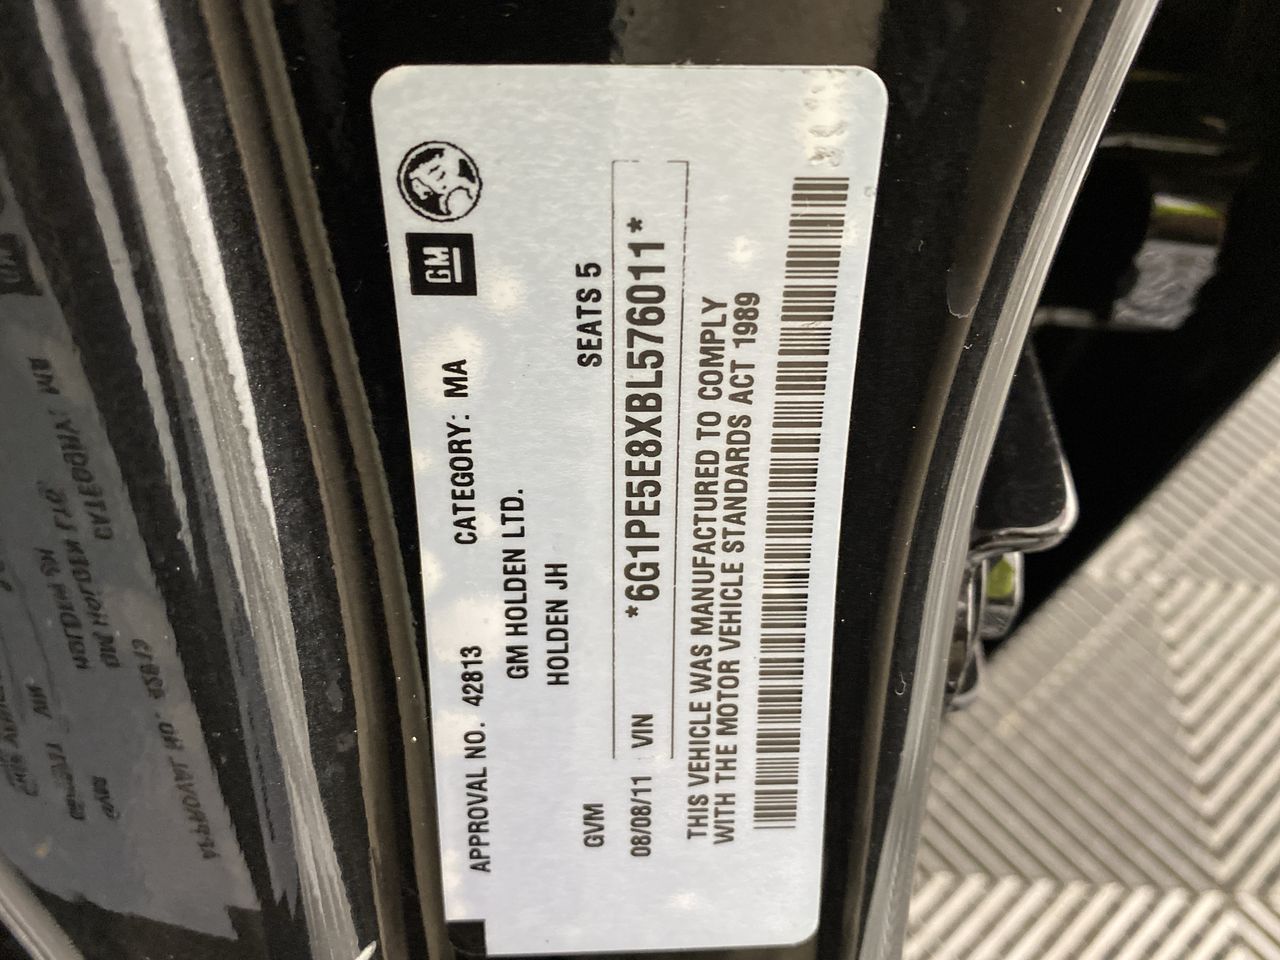 GM
APPROVAL NO. 42813 CATEGORY: MA
GM HOLDEN LTD.
HOLDEN JH
GVM SEATS 5
08/08/11 VIN *6G1PE5E8XBL576011*
THIS VEHICLE WAS MANUFACTURED TO COMPLY
WITH THE MOTOR VEHICLE STANDARDS ACT 1989